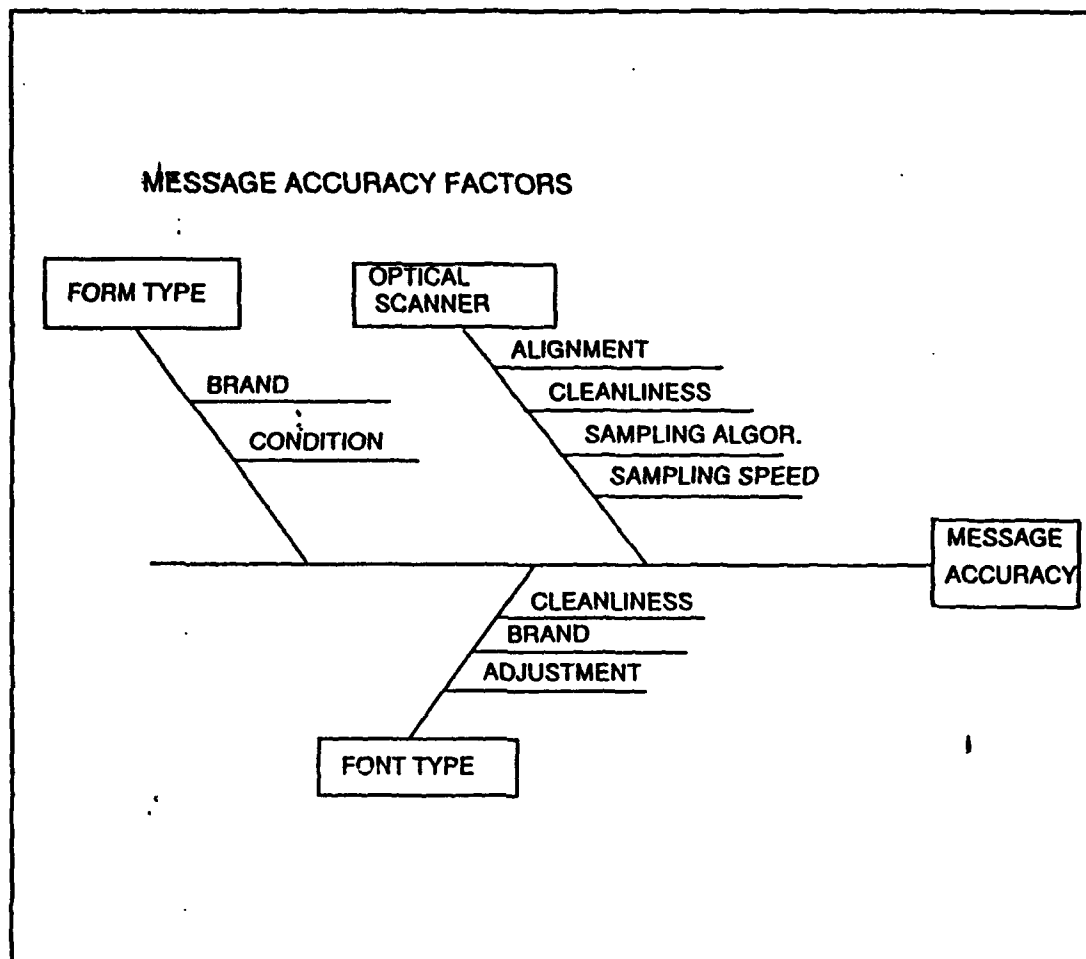 MESSAGE ACCURACY FACTORS
FORM TYPE
OPTICAL
SCANNER
ALIGNMENT
BRAND
CLEANLINESS
CONDITION
SAMPLING ALGOR.
SAMPLING SPEED
MESSAGE
ACCURACY
CLEANLINESS
BRAND
ADJUSTMENT
FONT TYPE